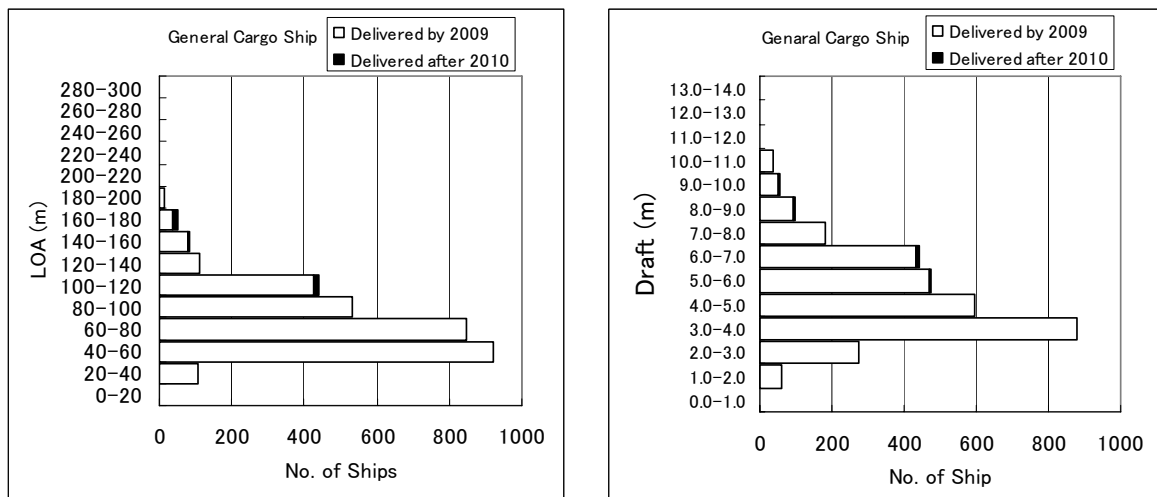 General Cargo Ship
Delivered by 2009
Delivered after 2010
LOA (m)
280-300
260-280
240-260
220-240
200-220
180-200
160-180
140-160
120-140
100-120
80-100
60-80
40-60
20-40
0-20
0 200 400 600 800 1000
No. of Ships
Genaral Cargo Ship
Delivered by 2009
Delivered after 2010
Draft (m)
13.0-14.0
12.0-13.0
11.0-12.0
10.0-11.0
9.0-10.0
8.0-9.0
7.0-8.0
6.0-7.0
5.0-6.0
4.0-5.0
3.0-4.0
2.0-3.0
1.0-2.0
0.0-1.0
0 200 400 600 800 1000
No. of Ship